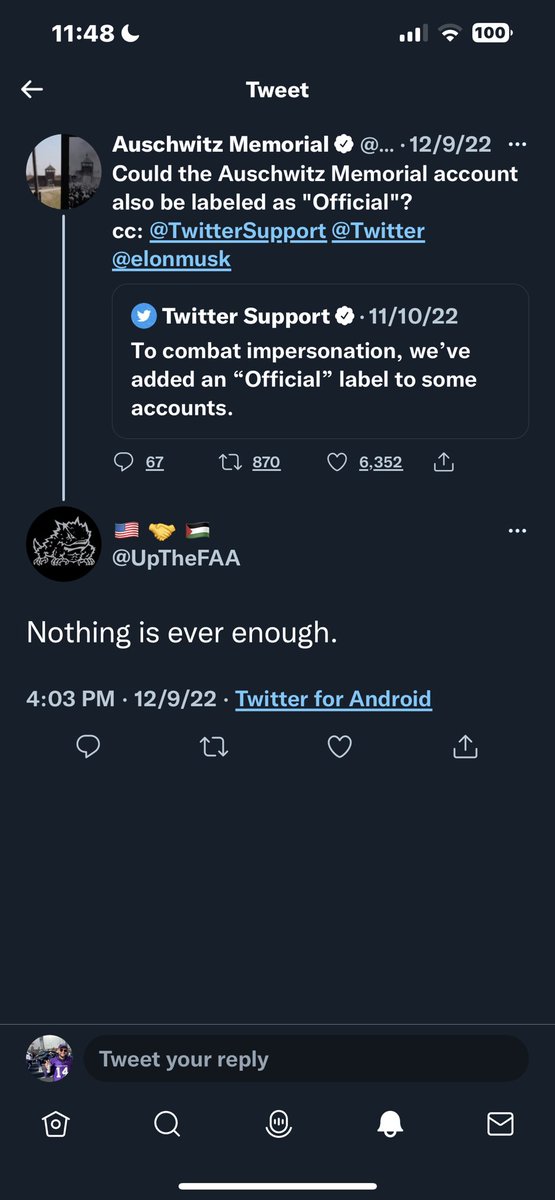 11:48
100
Tweet
Auschwitz Memorial @... · 12/9/22
Could the Auschwitz Memorial account
also be labeled as "Official"?
cc: @TwitterSupport @Twitter
@elonmusk
Twitter Support · 11/10/22
To combat impersonation, we’ve
added an “Official” label to some
accounts.
67 870 6,352
🇺🇸 🤝 🇵🇸
@UpTheFAA
Nothing is ever enough.
4:03 PM · 12/9/22 · Twitter for Android
14
Tweet your reply